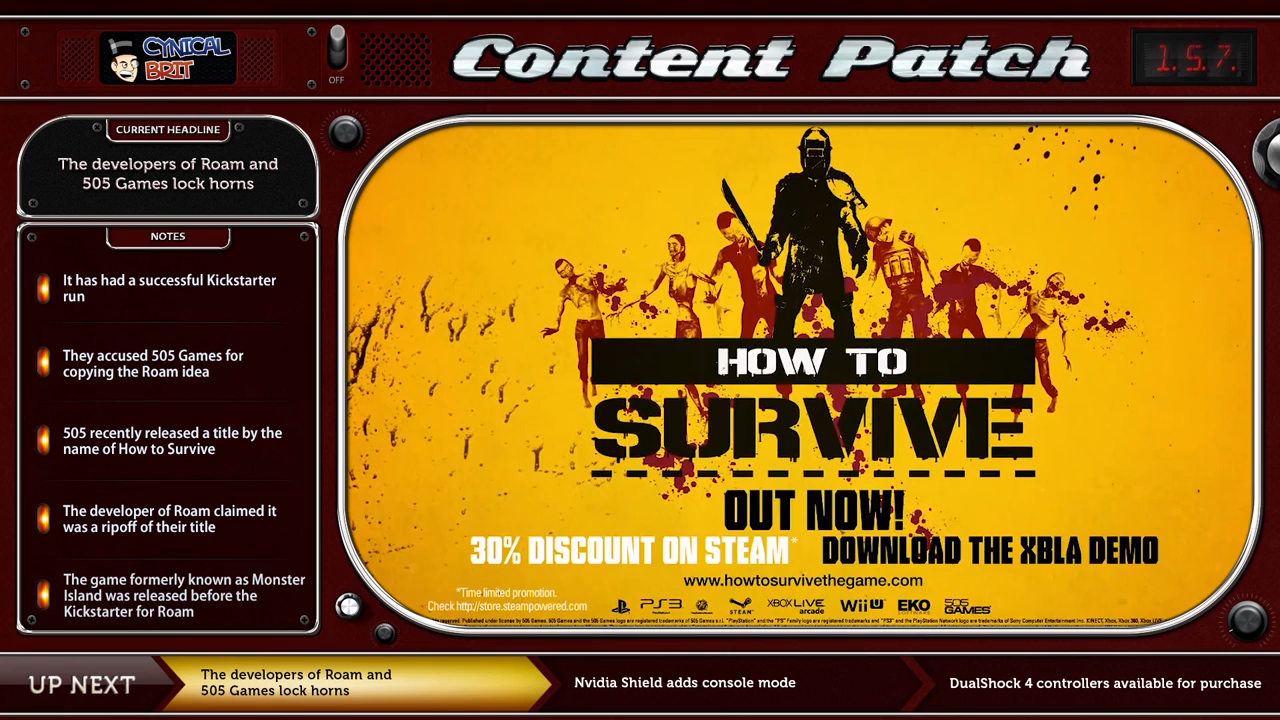 CYNICAL
BRIT
OFF
Content Patch
1.5.7.
CURRENT HEADLINE
The developers of Roam and
505 Games lock horns
NOTES
It has had a successful Kickstarter
run
They accused 505 Games for
copying the Roam idea
505 recently released a title by the
name of How to Survive
The developer of Roam claimed it
was a ripoff of their title
The game formerly known as Monster
Island was released before the
Kickstarter for Roam
HOW TO
SURVIVE
OUT NOW!
30% DISCOUNT ON STEAM* DOWNLOAD THE XBLA DEMO
www.howtosurvivethegame.com
*Time limited promotion.
Check http://store.steampowered.com
PS3 STEAM XBOX LIVE arcade WiiU EKO SOFTWARE 505 GAMES
UP NEXT
The developers of Roam and
505 Games lock horns
Nvidia Shield adds console mode
DualShock 4 controllers available for purchase